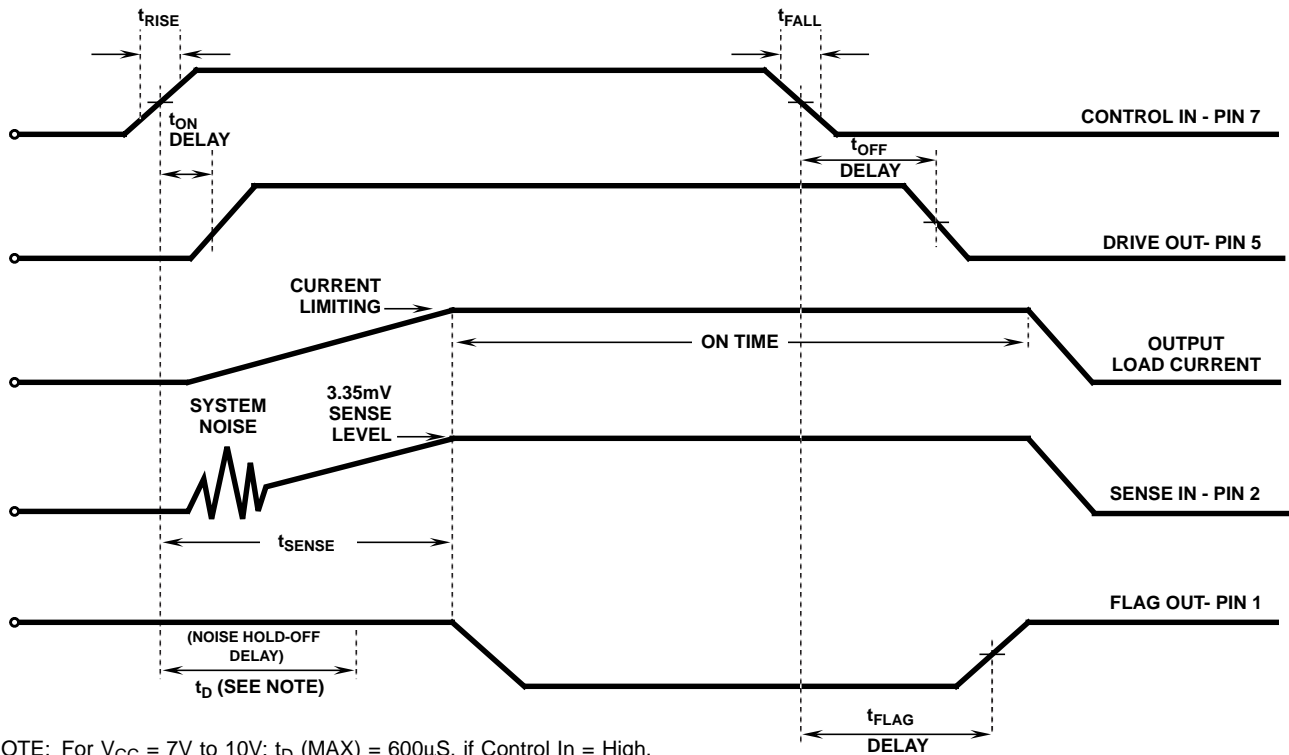 tRISE
tFALL
CONTROL IN - PIN 7
tON
DELAY
tOFF
DELAY
DRIVE OUT- PIN 5
CURRENT
LIMITING
ON TIME
OUTPUT
LOAD CURRENT
SYSTEM
NOISE
3.35mV
SENSE
LEVEL
SENSE IN - PIN 2
tSENSE
FLAG OUT- PIN 1
(NOISE HOLD-OFF
DELAY)
tD (SEE NOTE)
tFLAG
DELAY
OTE: For VCC = 7V to 10V; tD (MAX) = 600µS, if Control In = High.